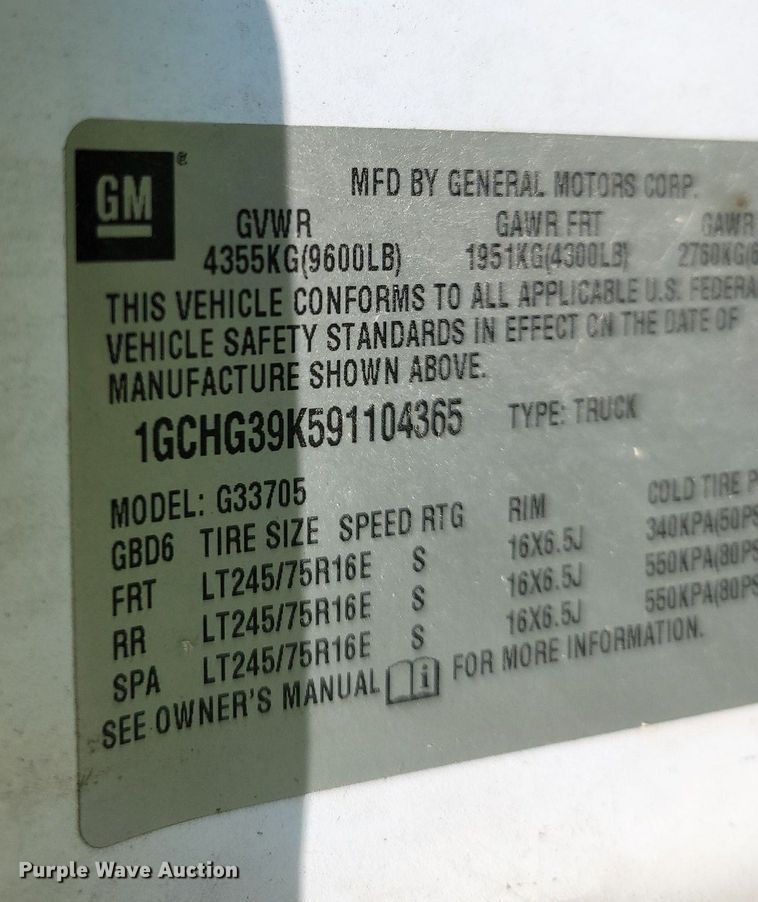 GM ®
MFD BY GENERAL MOTORS CORP.
GVWR GAWR FRT GAWR
4355KG(9600LB) 1951KG(4300LB) 2760KG(6
THIS VEHICLE CONFORMS TO ALL APPLICABLE U.S. FEDERA
VEHICLE SAFETY STANDARDS IN EFFECT ON THE DATE OF
MANUFACTURE SHOWN ABOVE.
1GCHG39K591104365 TYPE: TRUCK
MODEL: G33705
GBD6 TIRE SIZE SPEED RTG RIM COLD TIRE P
FRT LT245/75R16E S 16X6.5J 340KPA(50PS
RR LT245/75R16E S 16X6.5J 550KPA(80PS
SPA LT245/75R16E S 16X6.5J 550KPA(80PS
SEE OWNER'S MANUAL i FOR MORE INFORMATION.
Purple Wave Auction